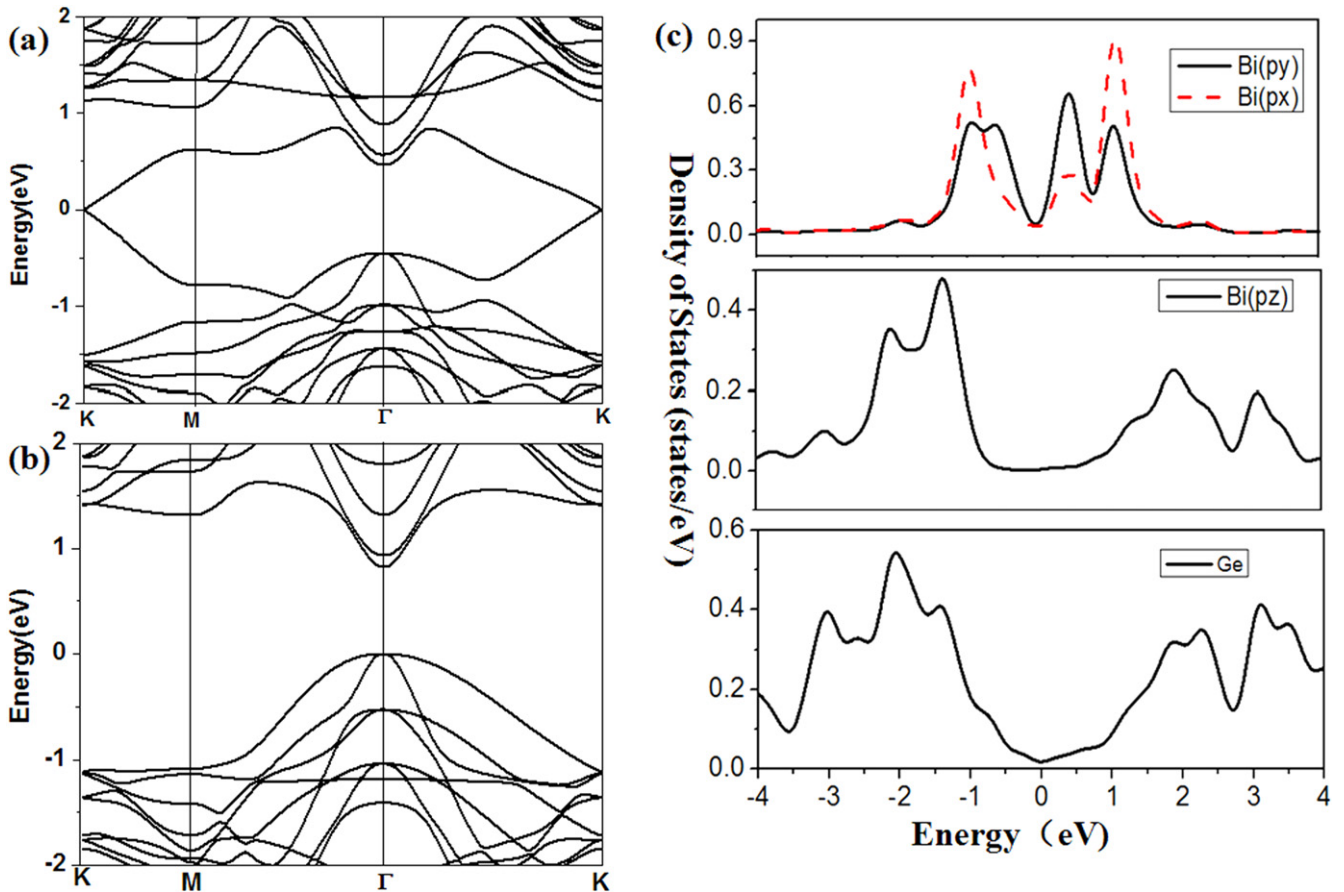 (a)
2
1
0
-1
-2
Energy(eV)
K M Γ K
(b)
2
1
0
-1
-2
Energy(eV)
K M Γ K
(c)
Density of States (states/eV)
0.9
0.6
0.3
0.0
Bi(py)
Bi(px)
0.4
0.2
0.0
Bi(pz)
0.6
0.4
0.2
0.0
Ge
-4 -3 -2 -1 0 1 2 3 4
Energy（eV)